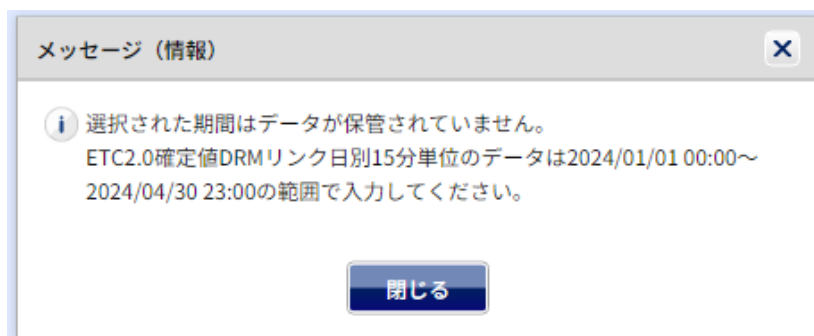 メッセージ（情報）
選択された期間はデータが保管されていません。
ETC2.0確定値DRMリンク日別15分単位のデータは2024/01/01 00:00～
2024/04/30 23:00の範囲で入力してください。
閉じる